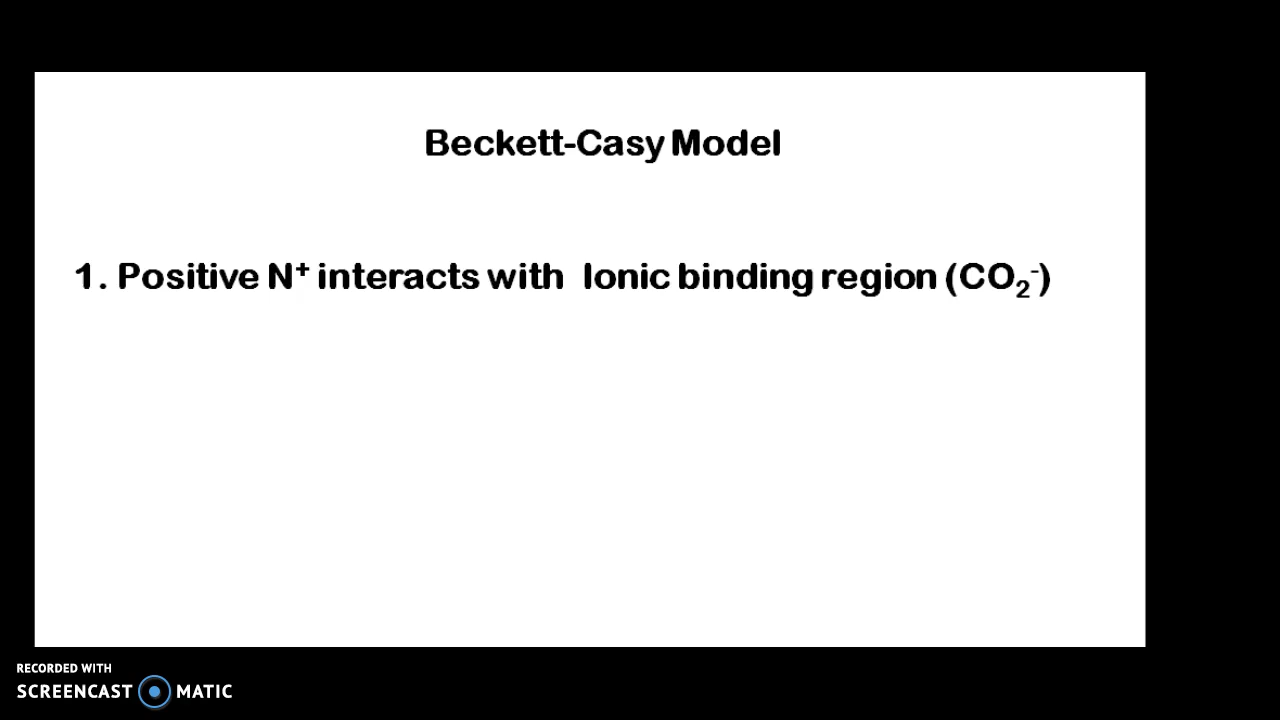 Beckett-Casy Model
1. Positive N⁺ interacts with Ionic binding region (CO₂⁻)
RECORDED WITH
SCREENCAST MATIC